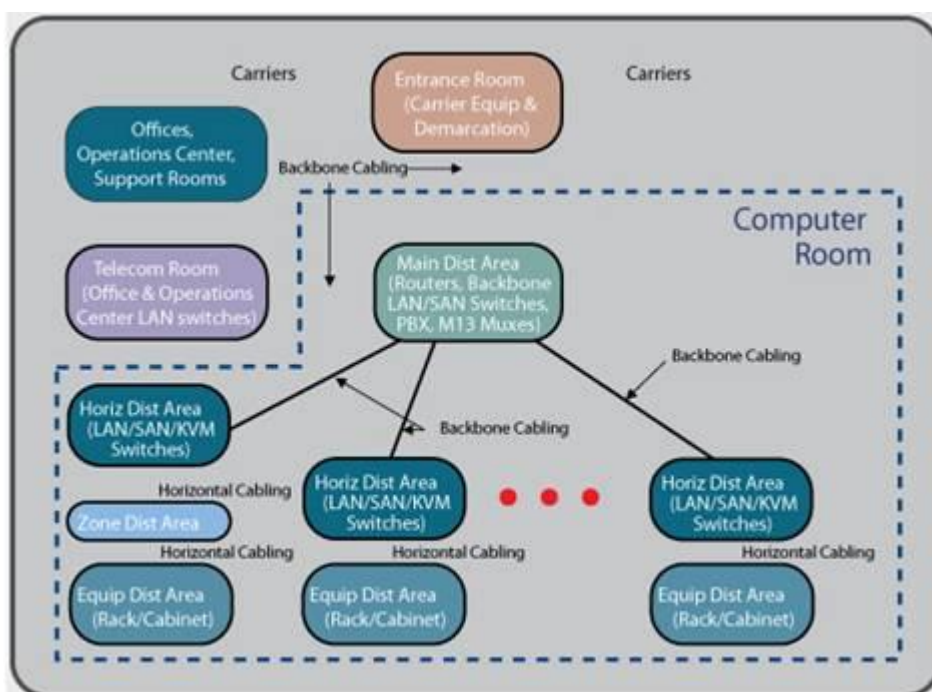 Carriers
Entrance Room
(Carrier Equip &
Demarcation)
Carriers
Offices,
Operations Center,
Support Rooms
Backbone Cabling
Computer
Room
Telecom Room
(Office & Operations
Center LAN switches)
Main Dist Area
(Routers, Backbone
LAN/SAN Switches,
PBX, M13 Muxes)
Backbone Cabling
Horiz Dist Area
(LAN/SAN/KVM
Switches)
Backbone Cabling
Horizontal Cabling
Horiz Dist Area
(LAN/SAN/KVM
Switches)
Horiz Dist Area
(LAN/SAN/KVM
Switches)
Zone Dist Area
Horizontal Cabling
Horizontal Cabling
Horizontal Cabling
Equip Dist Area
(Rack/Cabinet)
Equip Dist Area
(Rack/Cabinet)
Equip Dist Area
(Rack/Cabinet)